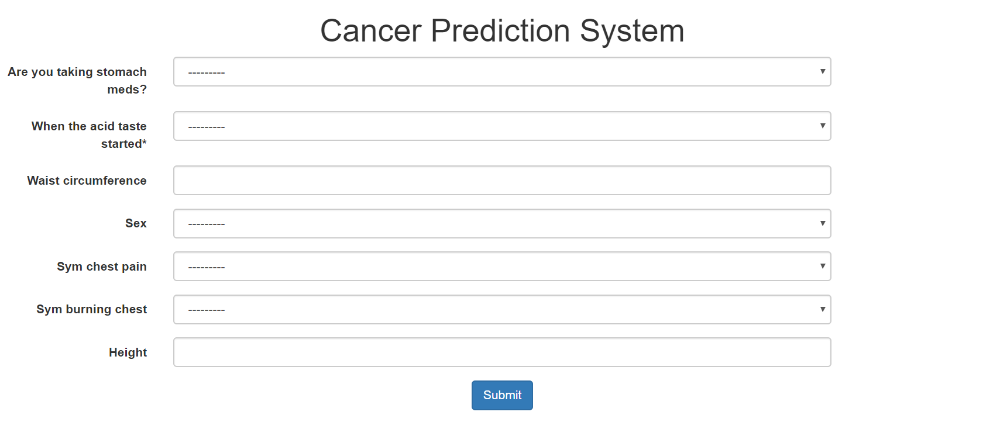 Cancer Prediction System
Are you taking stomach
meds?
---------
When the acid taste
started*
---------
Waist circumference
Sex
---------
Sym chest pain
---------
Sym burning chest
---------
Height
Submit